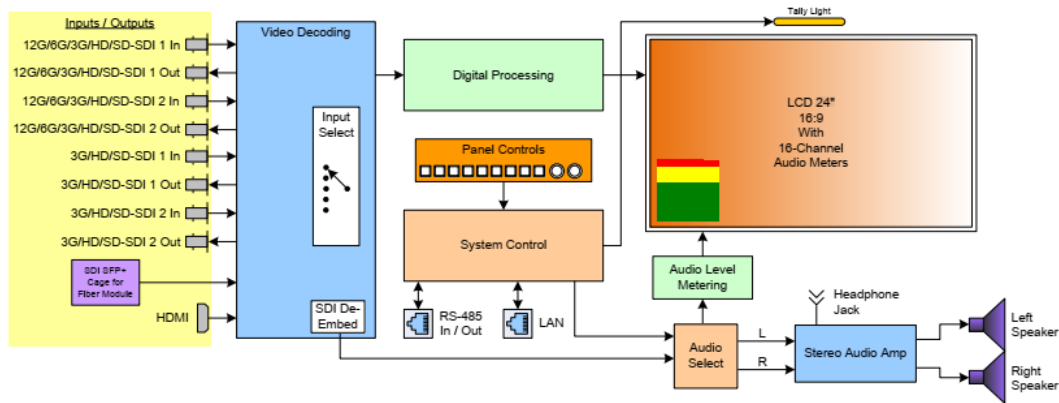 Inputs / Outputs
12G/6G/3G/HD/SD-SDI 1 In
12G/6G/3G/HD/SD-SDI 1 Out
12G/6G/3G/HD/SD-SDI 2 In
12G/6G/3G/HD/SD-SDI 2 Out
3G/HD/SD-SDI 1 In
3G/HD/SD-SDI 1 Out
3G/HD/SD-SDI 2 In
3G/HD/SD-SDI 2 Out
SDI SFP+
Cage for
Fiber Module
HDMI
Video Decoding
Input
Select
SDI De-
Embed
Digital Processing
Panel Controls
System Control
RS-485
In / Out
LAN
Tally Light
LCD 24"
16:9
With
16-Channel
Audio Meters
Audio Level
Metering
Audio
Select
L
R
Headphone
Jack
Stereo Audio Amp
Left
Speaker
Right
Speaker